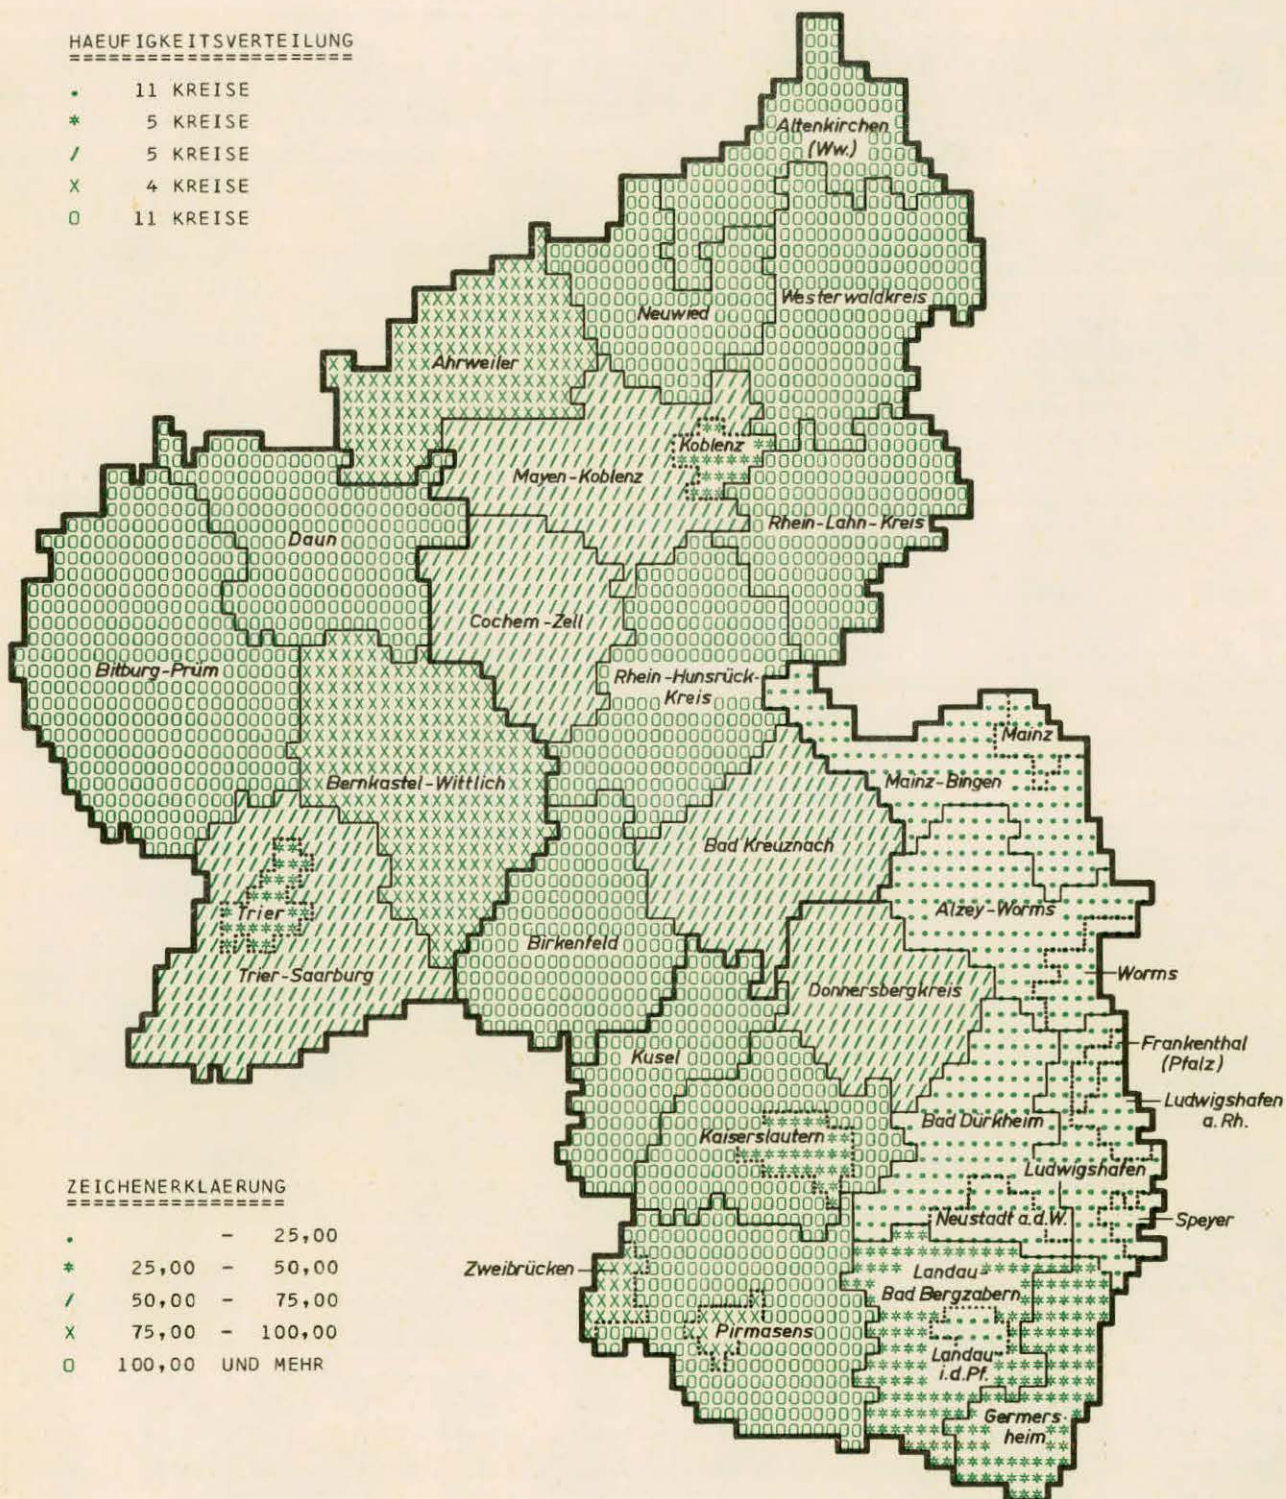 HAEUFIGKEITSVERTEILUNG
. 11 KREISE
* 5 KREISE
/ 5 KREISE
X 4 KREISE
O 11 KREISE
Altenkirchen
(Ww.)
Westerwaldkreis
Neuwied
Ahrweiler
Koblenz
Mayen-Koblenz
Rhein-Lahn-Kreis
Daun
Cochem-Zell
Bitburg-Prüm
Rhein-Hunsrück-
Kreis
Mainz
Mainz-Bingen
Bernkastel-Wittlich
Bad Kreuznach
Alzey-Worms
Trier
Birkenfeld
Trier-Saarburg
Worms
Donnersbergkreis
Kusel
Frankenthal
(Pfalz)
Ludwigshafen
a. Rh.
Bad Dürkheim
Kaiserslautern
Ludwigshafen
Neustadt a.d.W.
Speyer
Zweibrücken
Landau-
Bad Bergzabern
Pirmasens
Landau
i.d.Pf.
Germers-
heim
ZEICHENERKLAERUNG
. - 25,00
* 25,00 - 50,00
/ 50,00 - 75,00
X 75,00 - 100,00
O 100,00 UND MEHR